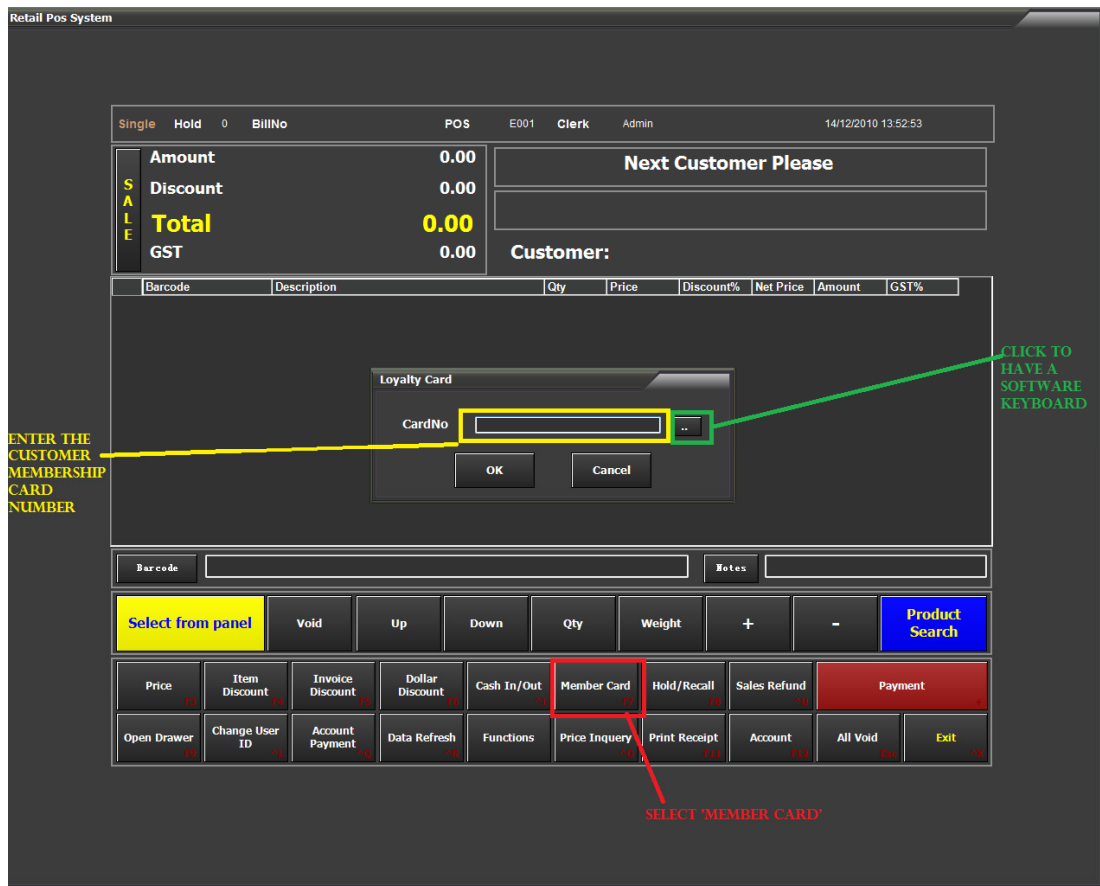 Retail Pos System
Single Hold 0 BillNo POS E001 Clerk Admin 14/12/2010 13:52:53
SALE
Amount 0.00
Discount 0.00
Total 0.00
GST 0.00
Next Customer Please
Customer:
Barcode Description Qty Price Discount% Net Price Amount GST%
CLICK TO
HAVE A
SOFTWARE
KEYBOARD
Loyalty Card
CardNo ..
OK Cancel
ENTER THE
CUSTOMER
MEMBERSHIP
CARD
NUMBER
Barcode Notes
Select from panel Void Up Down Qty Weight + - Product
Search
Price Item
Discount Invoice
Discount Dollar
Discount Cash In/Out Member Card F7 Hold/Recall Sales Refund Payment
Open Drawer Change User
ID Account
Payment Data Refresh Functions Price Inquery Print Receipt F11 Account F12 All Void Esc Exit
SELECT 'MEMBER CARD'